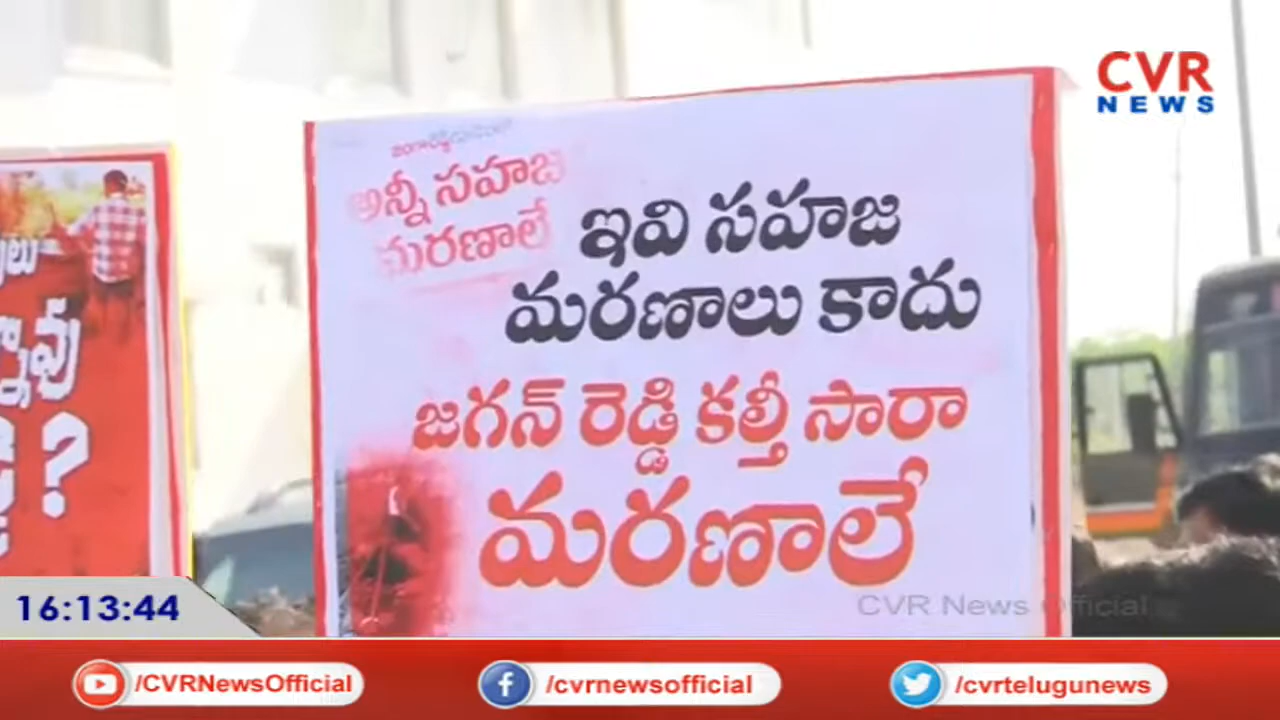 CVR
NEWS
అన్నీ సహజ
మరణాలే
ఇవి సహజ
మరణాలు కాదు
జగన్ రెడ్డి కల్తీ సారా
మరణాలే
?
CVR News Official
16:13:44
/CVRNewsOfficial
/cvrnewsofficial
/cvrtelugunews